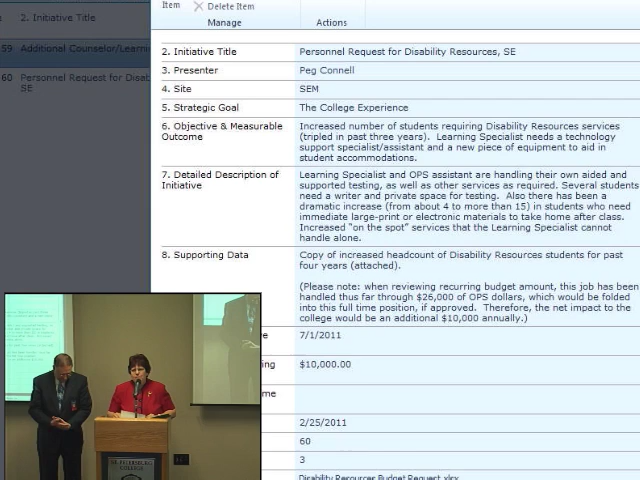 Item
Delete Item
Manage
Actions
2. Initiative Title
59 Additional Counselor/Learni
60 Personnel Request for Disab
SE
2. Initiative Title
Personnel Request for Disability Resources, SE
3. Presenter
Peg Connell
4. Site
SEM
5. Strategic Goal
The College Experience
6. Objective & Measurable
Outcome
Increased number of students requiring Disability Resources services
(tripled in past three years).  Learning Specialist needs a technology
support specialist/assistant and a new piece of equipment to aid in
student accommodations.
7. Detailed Description of
Initiative
Learning Specialist and OPS assistant are handling their own aided and
supported testing, as well as other services as required. Several students
need a writer and private space for testing.  Also there has been a
dramatic increase (from about 4 to more than 15) in students who need
immediate large-print or electronic materials to take home after class.
Increased "on the spot" services that the Learning Specialist cannot
handle alone.
8. Supporting Data
Copy of increased headcount of Disability Resources students for past
four years (attached).
(Please note: when reviewing recurring budget amount, this job has been
handled thus far through $26,000 of OPS dollars, which would be folded
into this full time position, if approved.  Therefore, the net impact to the
college would be an additional $10,000 annually.)
7/1/2011
ing
$10,000.00
me
2/25/2011
60
3
Disability Resources Budget Request.xlsx
ST. PETERSBURG
COLLEGE